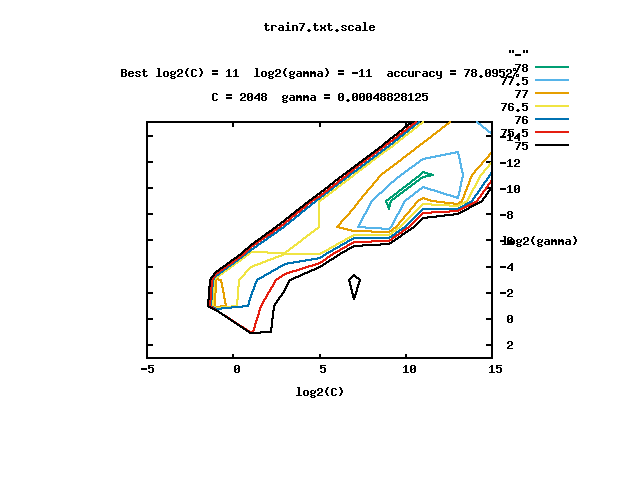 train7.txt.scale
"-"
Best log2(C) = 11  log2(gamma) = -11  accuracy = 78.0952%
78
77.5
C = 2048  gamma = 0.00048828125
77
76.5
76
75.5
75
-14
-12
-10
-8
-6
log2(gamma)
-4
-2
0
2
-5 0 5 10 15
log2(C)